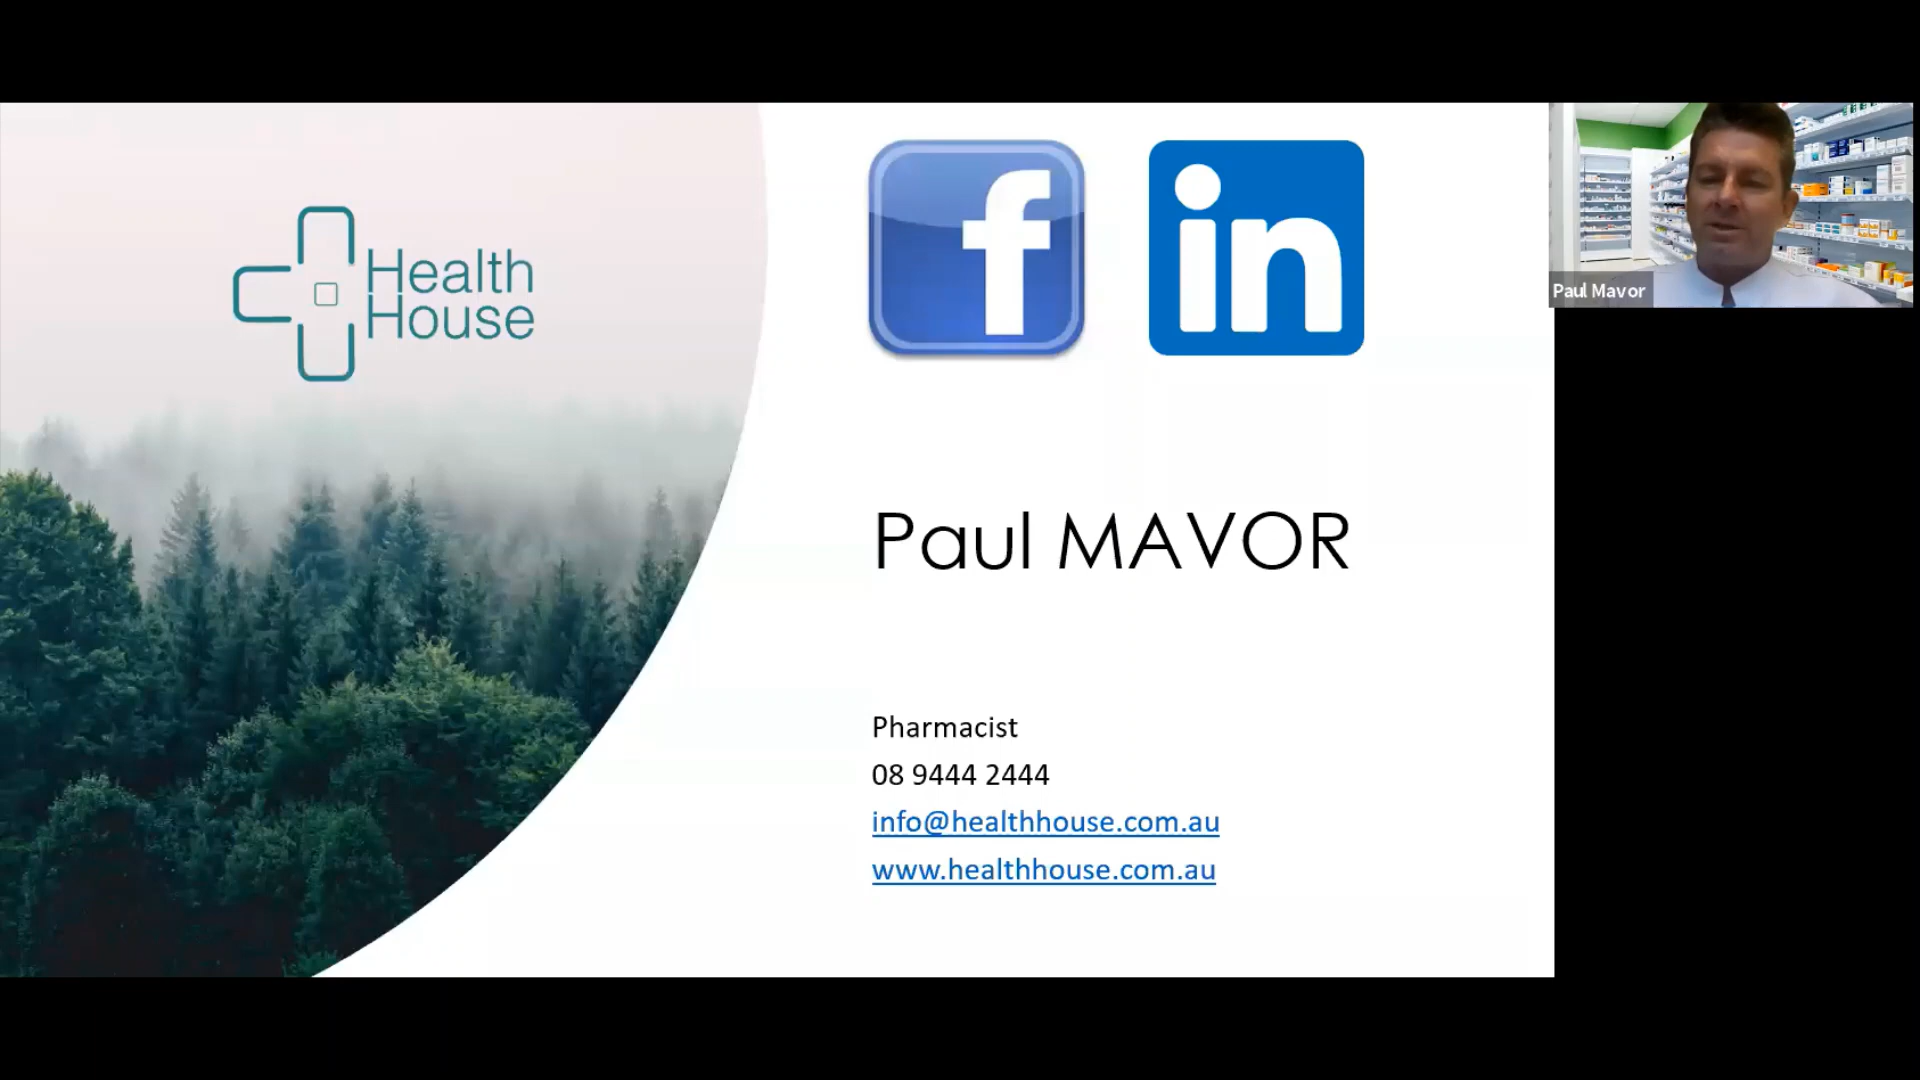 Health
House
f
in
Paul MAVOR
Pharmacist
08 9444 2444
info@healthhouse.com.au
www.healthhouse.com.au
Paul Mavor